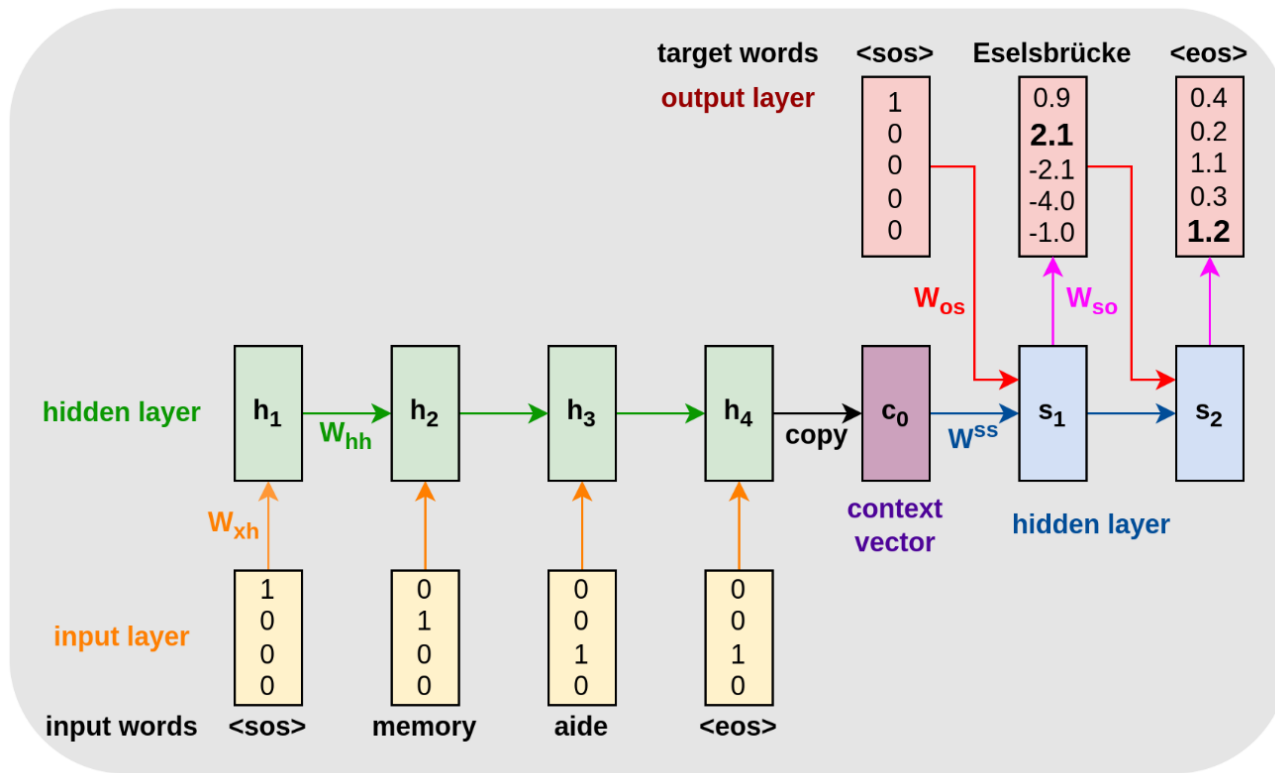 target words <sos> Eselsbrücke <eos>
output layer
1 0.9 0.4
0 2.1 0.2
0 -2.1 1.1
0 -4.0 0.3
0 -1.0 1.2
Wos Wso
hidden layer h1 h2 h3 h4 c0 s1 s2
Whh copy Wss
context
vector
hidden layer
Wxh
input layer
1 0 0 0
0 1 0 0
0 0 1 1
0 0 0 0
input words <sos> memory aide <eos>